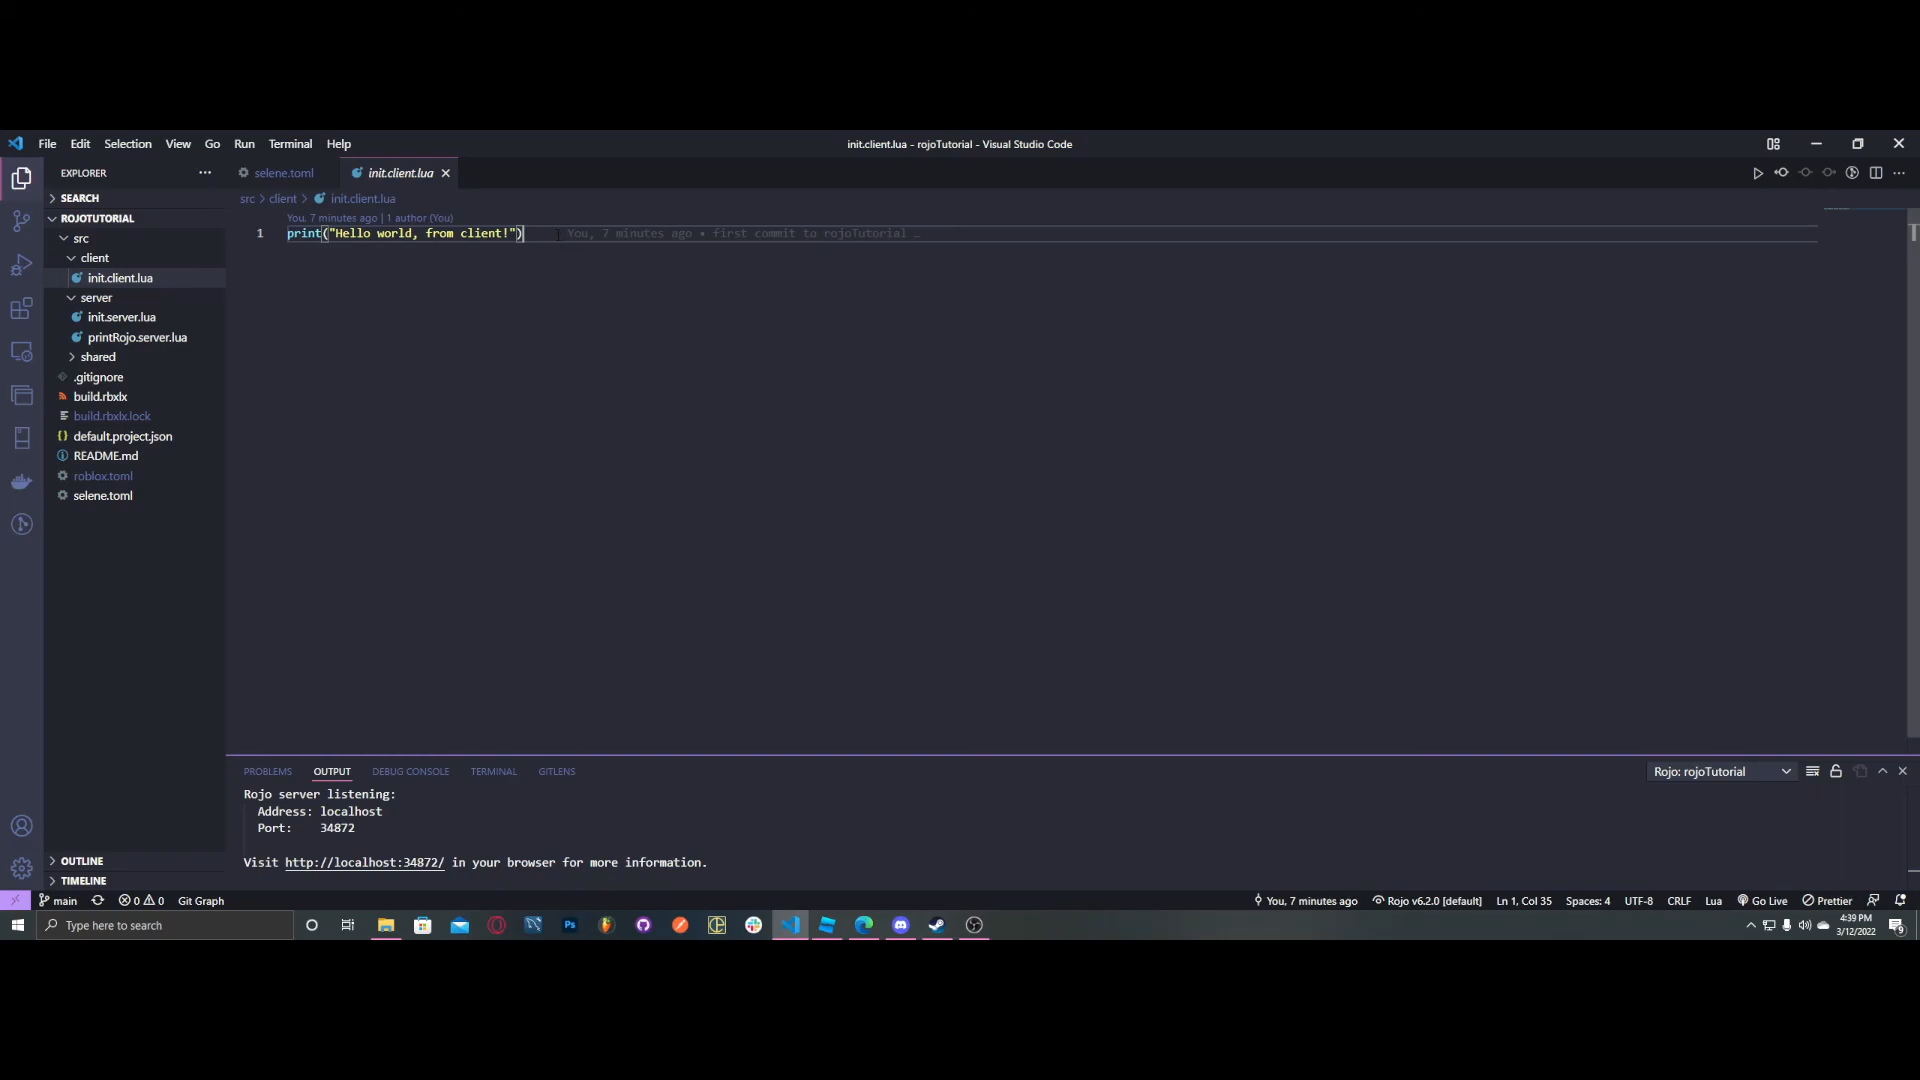 File Edit Selection View Go Run Terminal Help
init.client.lua - rojoTutorial - Visual Studio Code
EXPLORER
SEARCH
ROJOTUTORIAL
src
client
init.client.lua
server
init.server.lua
printRojo.server.lua
shared
.gitignore
build.rbxlx
build.rbxlx.lock
default.project.json
README.md
roblox.toml
selene.toml
OUTLINE
TIMELINE
selene.toml init.client.lua
src > client > init.client.lua
You, 7 minutes ago | 1 author (You)
1 print("Hello world, from client!") You, 7 minutes ago • first commit to rojoTutorial …
PROBLEMS OUTPUT DEBUG CONSOLE TERMINAL GITLENS
Rojo: rojoTutorial
Rojo server listening:
Address: localhost
Port: 34872
Visit http://localhost:34872/ in your browser for more information.
main 0 0 Git Graph
You, 7 minutes ago Rojo v6.2.0 [default] Ln 1, Col 35 Spaces: 4 UTF-8 CRLF Lua Go Live Prettier
Type here to search
Ps
4:39 PM
3/12/2022